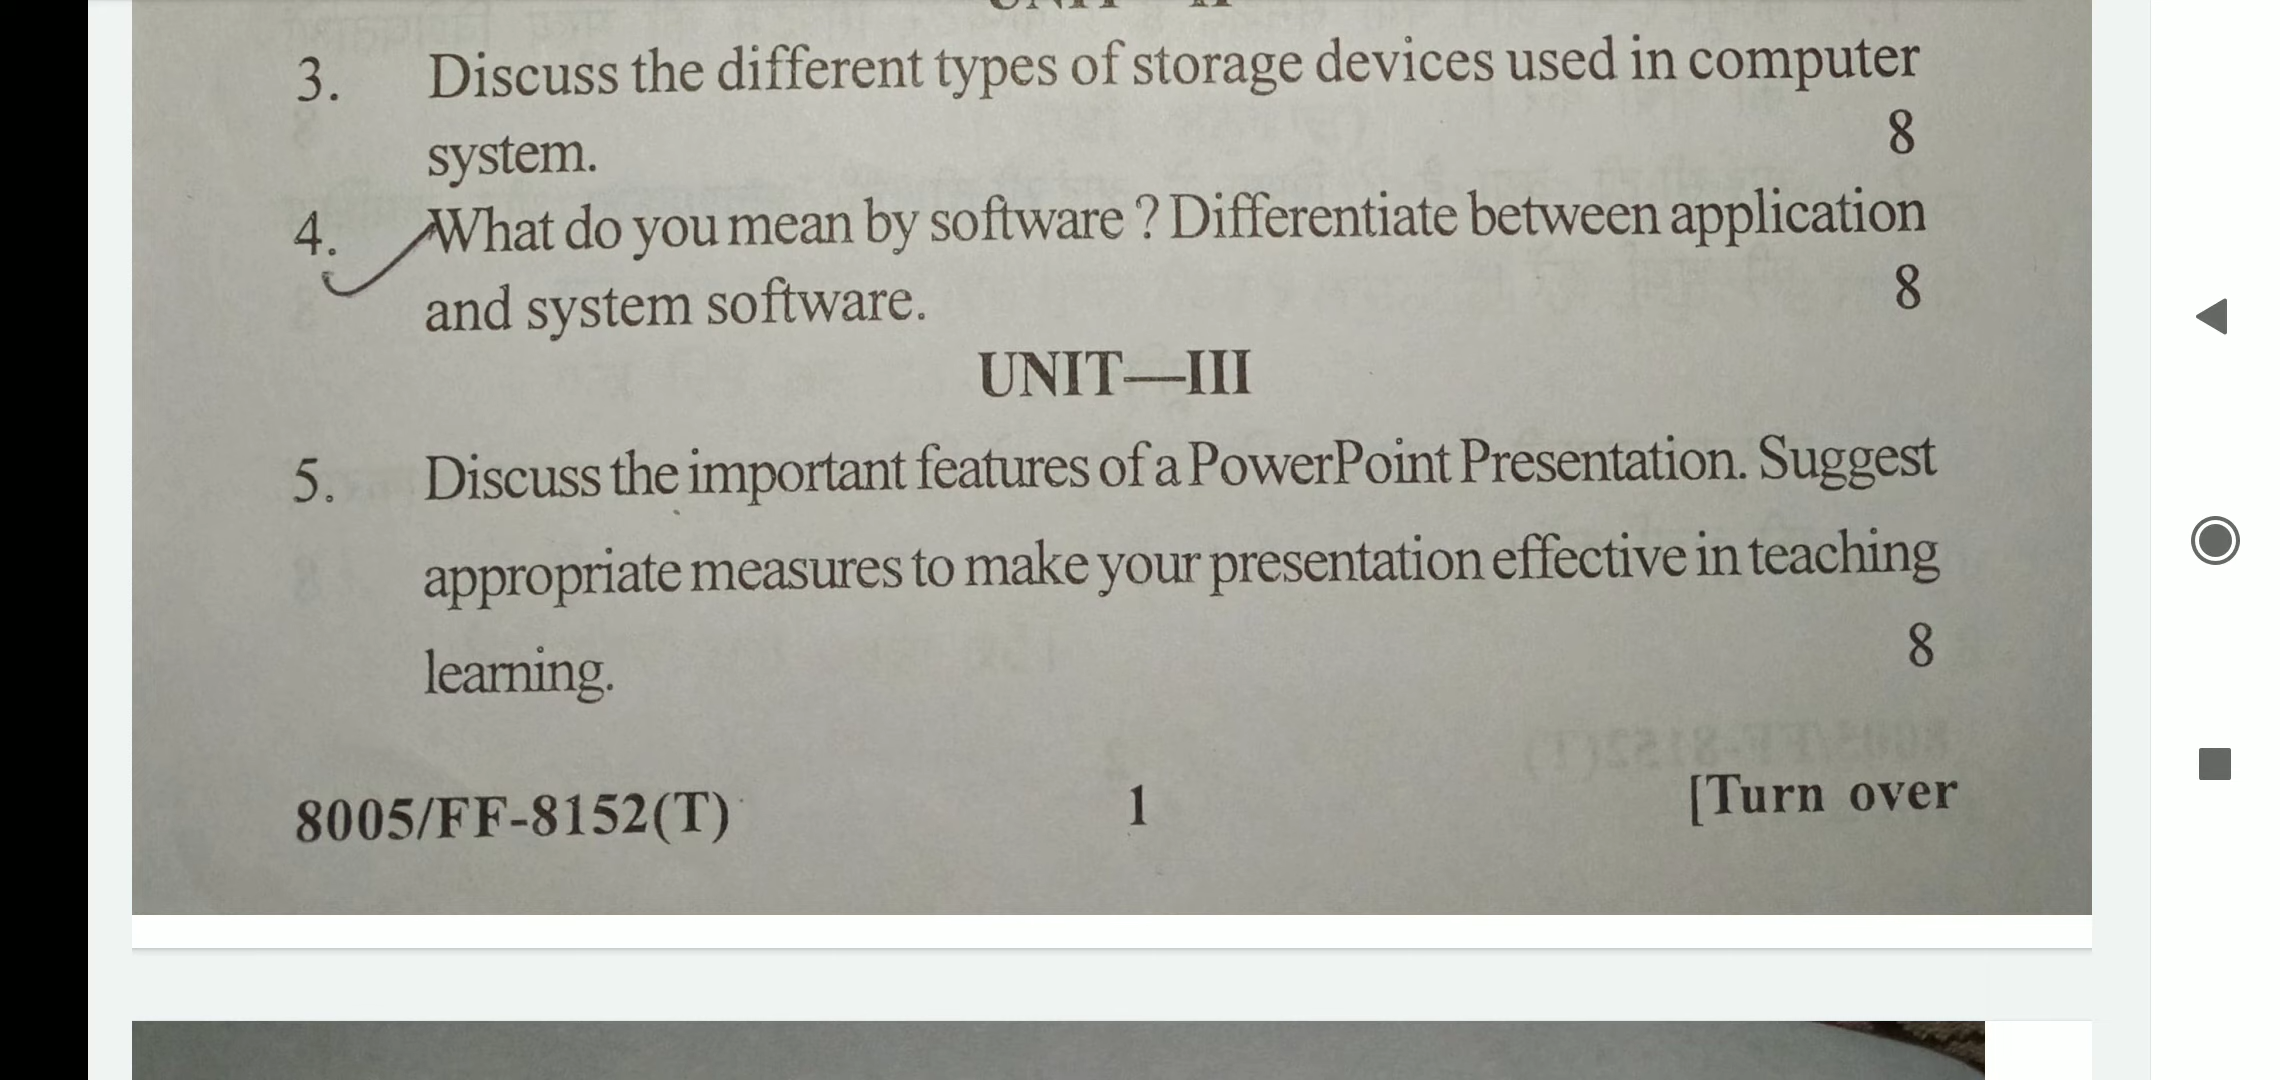 3. Discuss the different types of storage devices used in computer
system. 8
4. What do you mean by software ? Differentiate between application
and system software. 8
UNIT—III
5. Discuss the important features of a PowerPoint Presentation. Suggest
appropriate measures to make your presentation effective in teaching
learning. 8
8005/FF-8152(T) 1 [Turn over